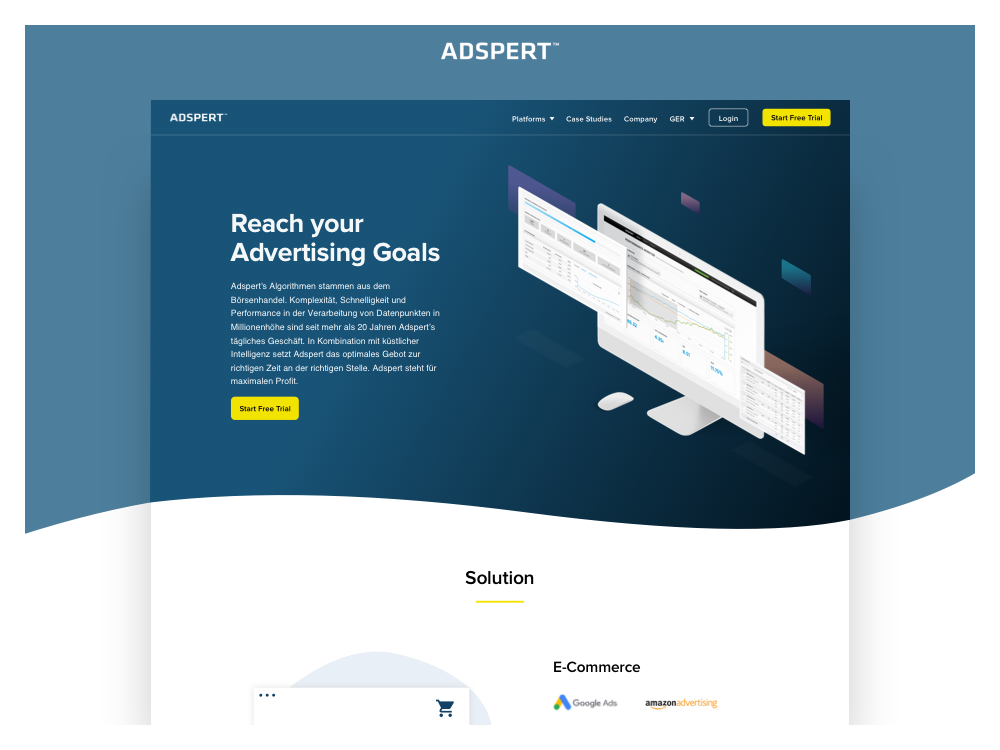 ADSPERT™
ADSPERT™
Platforms
Case Studies
Company
GER
Login
Start Free Trial
Reach your
Advertising Goals
Adspert's Algorithmen stammen aus dem
Börsenhandel. Komplexität, Schnelligkeit und
Performance in der Verarbeitung von Datenpunkten in
Millionenhöhe sind seit mehr als 20 Jahren Adspert's
tägliches Geschäft. In Kombination mit küstlicher
Intelligenz setzt Adspert das optimales Gebot zur
richtigen Zeit an der richtigen Stelle. Adspert steht für
maximalen Profit.
Start Free Trial
Solution
E-Commerce
Google Ads
amazonadvertising